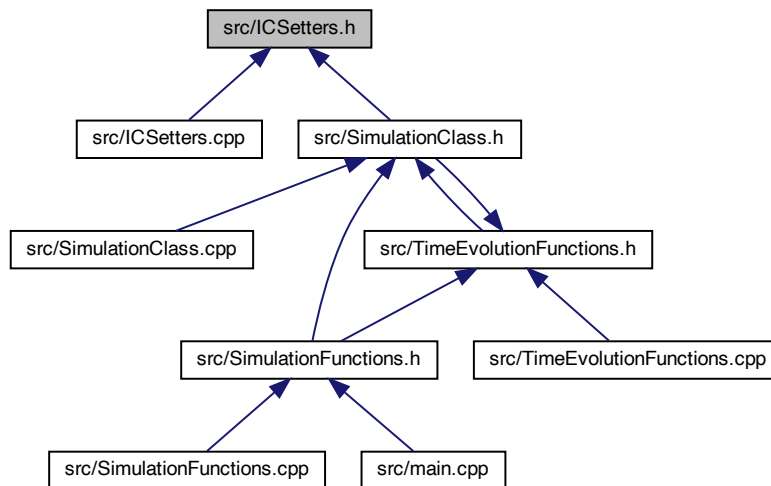 src/ICSetters.h
src/ICSetters.cpp
src/SimulationClass.h
src/SimulationClass.cpp
src/TimeEvolutionFunctions.h
src/SimulationFunctions.h
src/TimeEvolutionFunctions.cpp
src/SimulationFunctions.cpp
src/main.cpp